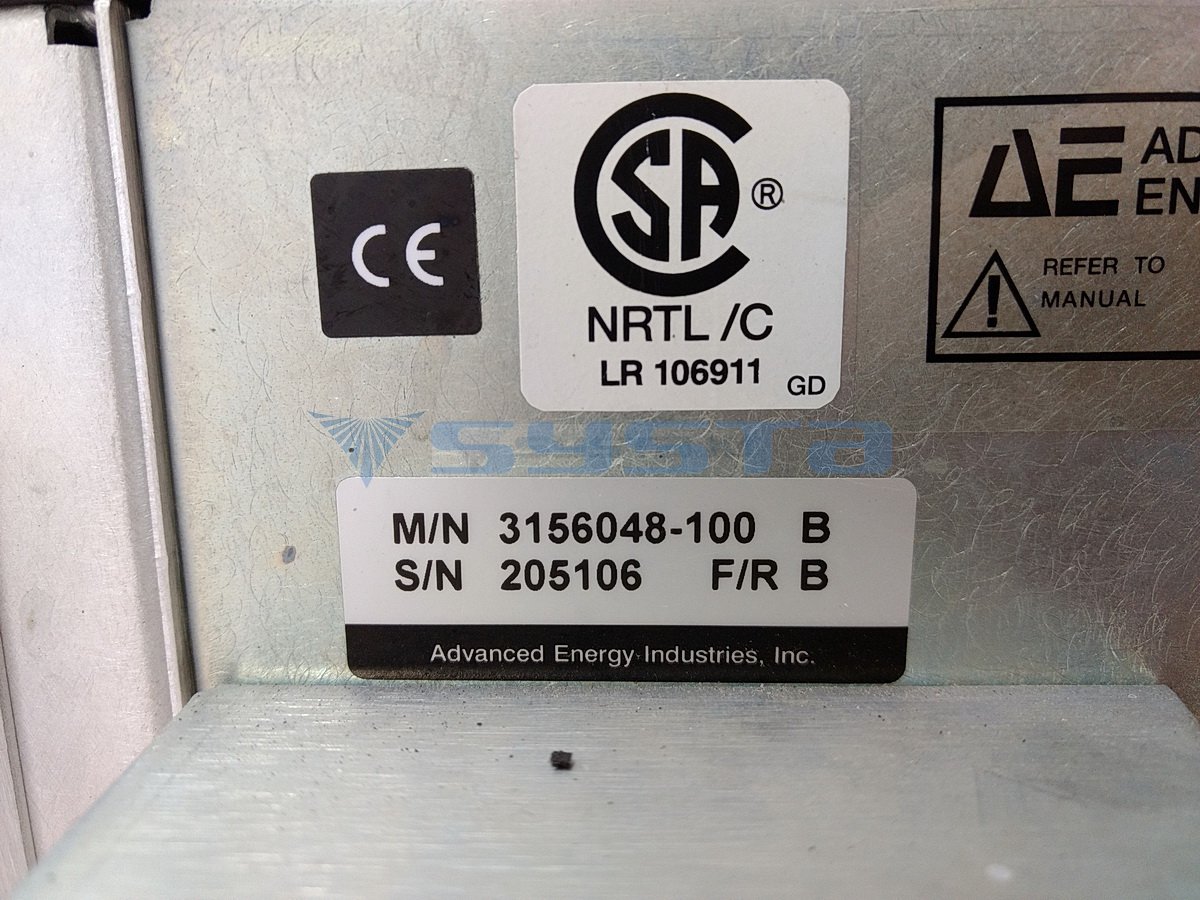 CE
CSA ®
NRTL /C
LR 106911
GD
AE AD
EN
REFER TO
MANUAL
!
SYSTA
M/N 3156048-100 B
S/N 205106 F/R B
Advanced Energy Industries, Inc.